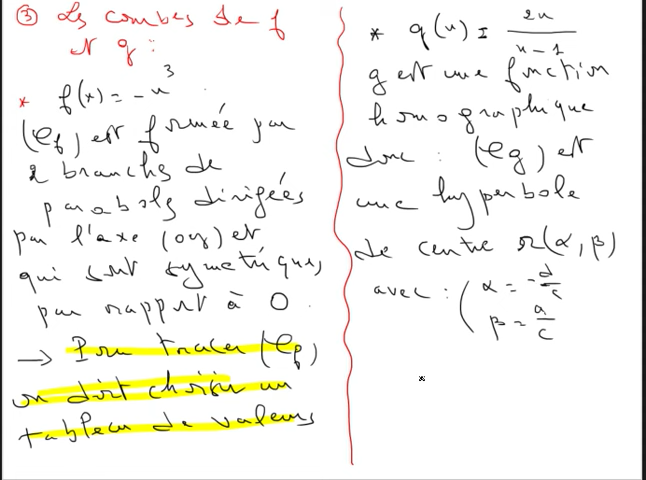 ③ Les courbes de f
et g :
* f(x) = -x³
(Cf) est formée par
2 branches de
parabols dirigées
par l'axe (oy) et
qui sont symétriques
par rapport à O.
→ Pour tracer (Cf)
on doit choisir un
tableau de valeurs
* g(x) = 2x / x-1
g est une fonction
homographique
donc : (Cg) est
une hyperbole
de centre Ω(α, β)
avec : ( α = -d/c
β = a/c